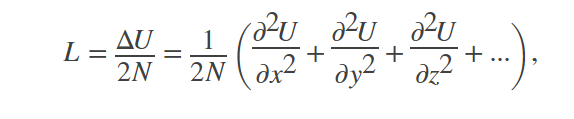 L = ΔU/2N = 1/2N (∂²U/∂x² + ∂²U/∂y² + ∂²U/∂z² + ...),